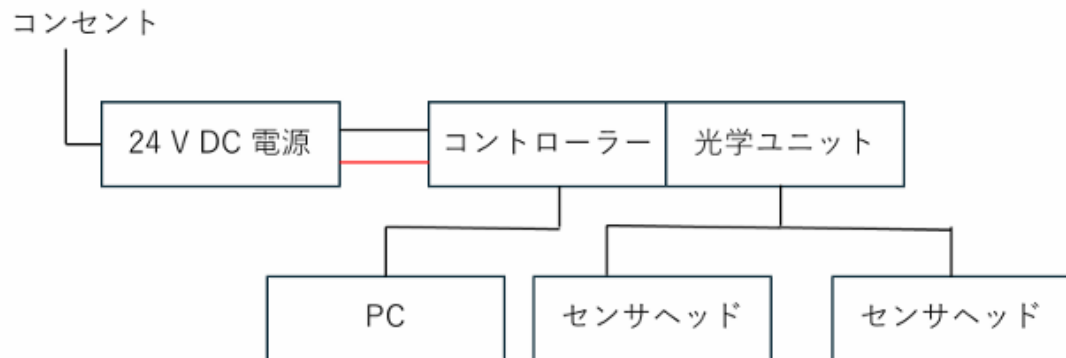 コンセント
24 V DC 電源
コントローラー
光学ユニット
PC
センサヘッド
センサヘッド